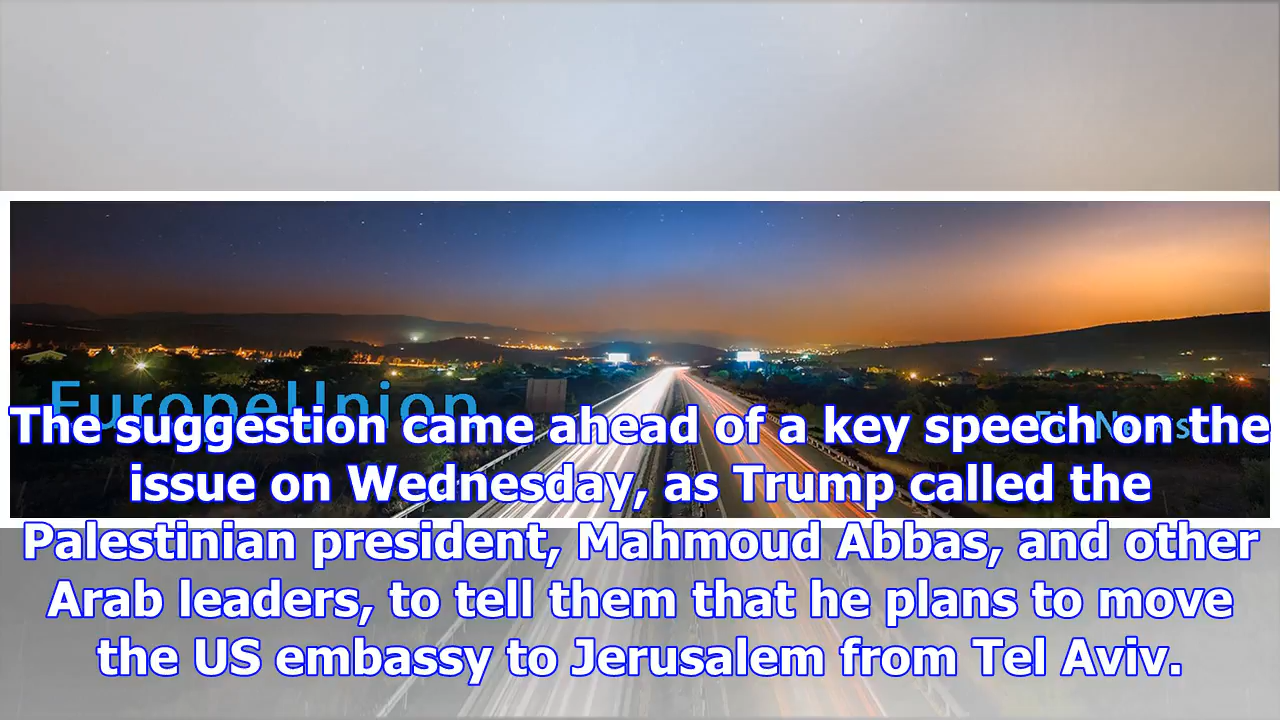 EuropeUnion
The suggestion came ahead of a key speech on the
issue on Wednesday, as Trump called the
Palestinian president, Mahmoud Abbas, and other
Arab leaders, to tell them that he plans to move
the US embassy to Jerusalem from Tel Aviv.